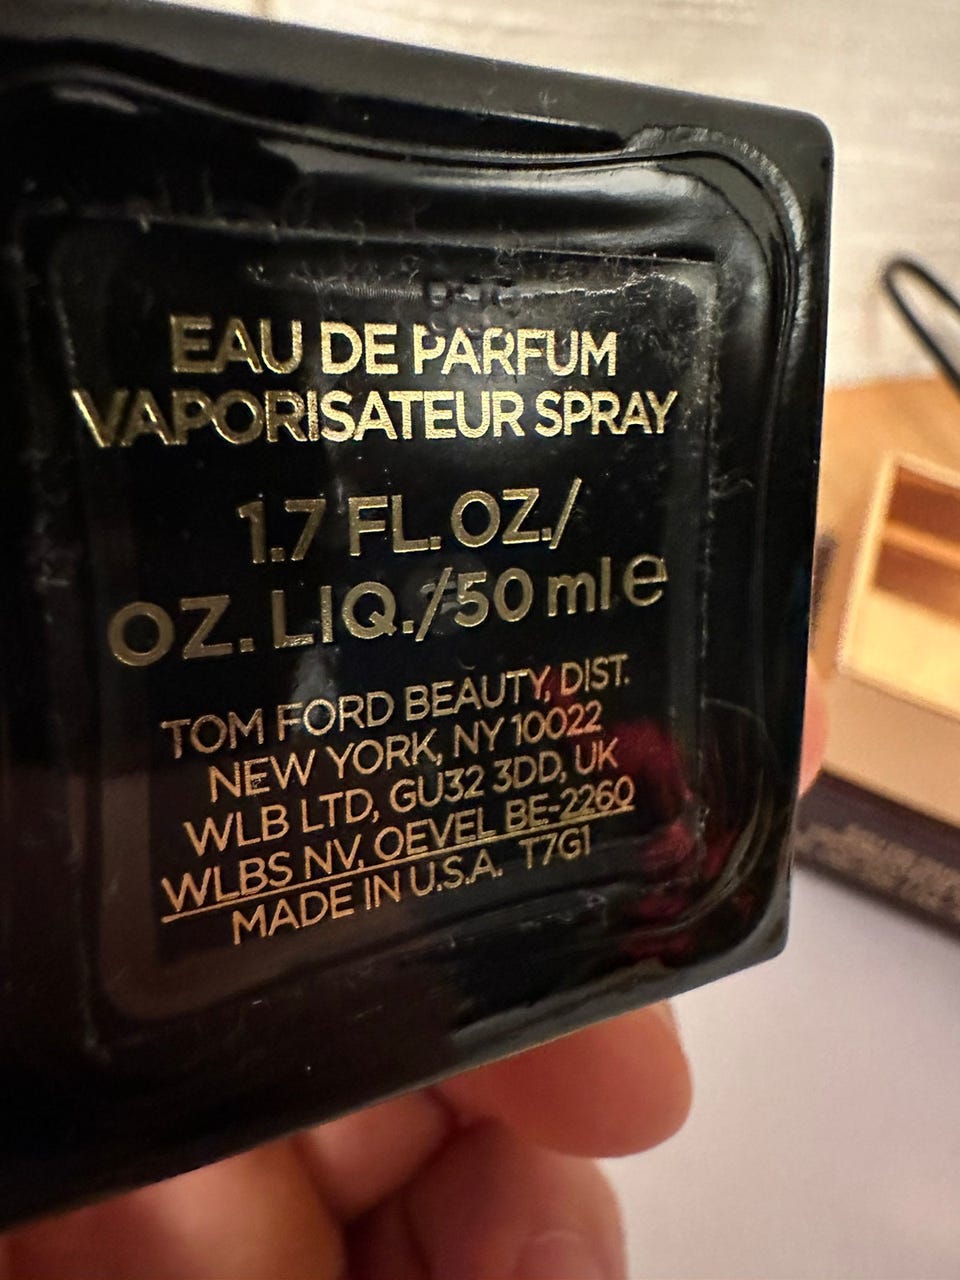 EAU DE PARFUM
VAPORISATEUR SPRAY
1.7 FL. OZ./
OZ. LIQ./50 ml e
TOM FORD BEAUTY, DIST.
NEW YORK, NY 10022
WLB LTD, GU32 3DD, UK
WLBS NV, OEVEL BE-2260
MADE IN U.S.A. T7G1